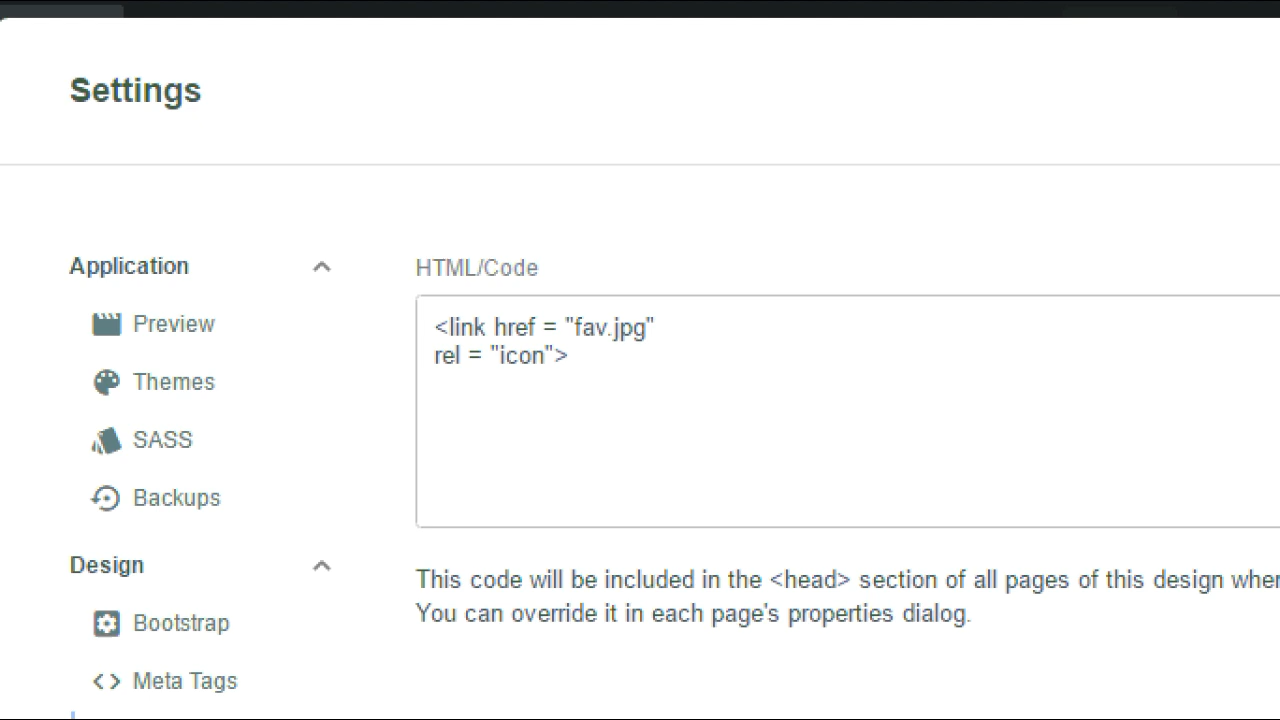 Settings
Application
Preview
Themes
SASS
Backups
Design
Bootstrap
Meta Tags
HTML/Code
<link href = "fav.jpg"
rel = "icon">
This code will be included in the <head> section of all pages of this design
You can override it in each page's properties dialog.